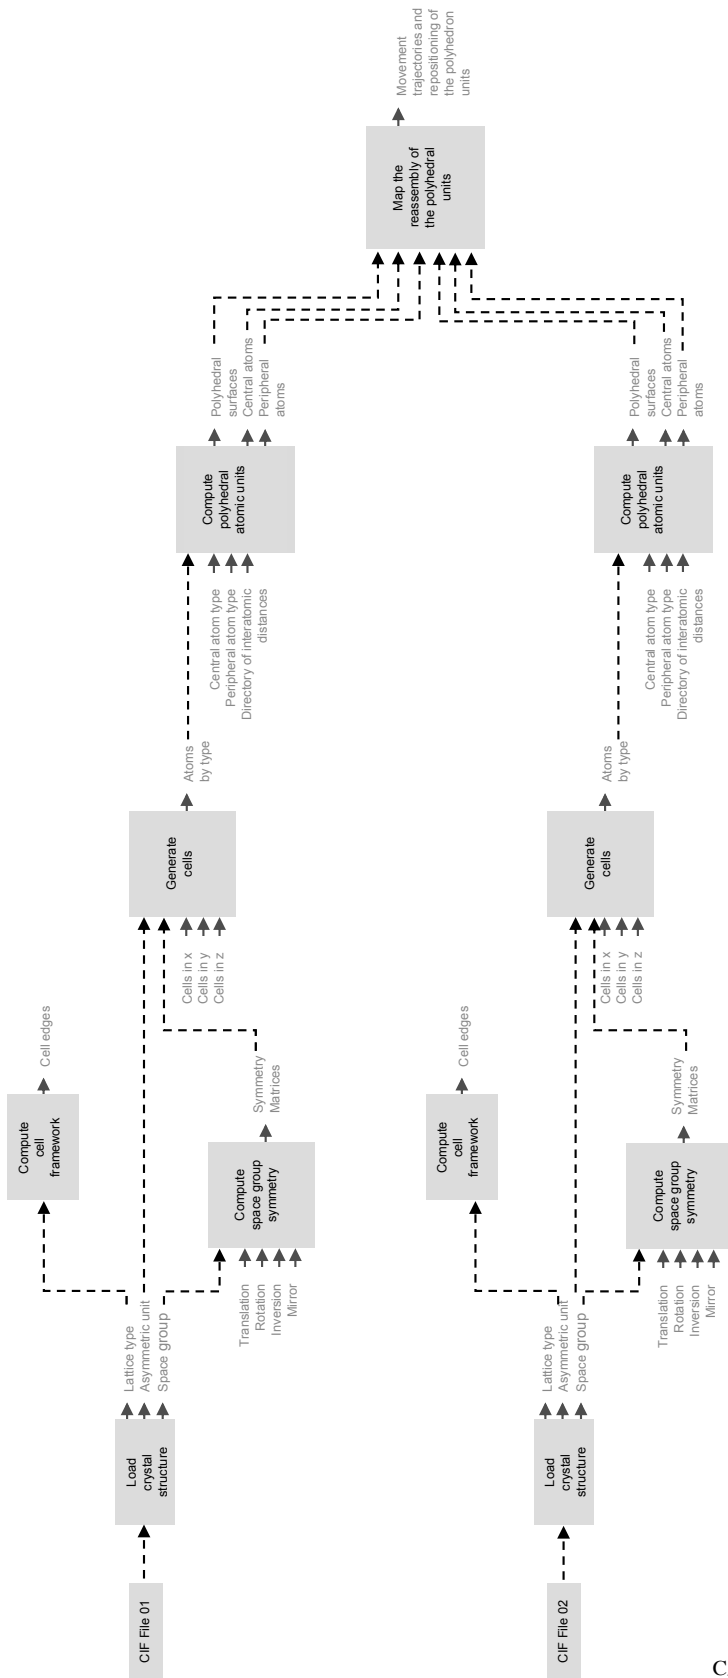 CIF File 01
Load
crystal
structure
Lattice type
Asymmetric unit
Space group
Compute
cell
framework
Cell edges
Translation
Rotation
Inversion
Mirror
Compute
space group
symmetry
Symmetry
Matrices
Cells in x
Cells in y
Cells in z
Generate
cells
Atoms
by type
Central atom type
Peripheral atom type
Directory of interatomic
distances
Compute
polyhedral
atomic units
Polyhedral
surfaces
Central atoms
Peripheral
atoms
Map the
reassembly of
the polyhedral
units
Movement
trajectories and
repositioning of
the polyhedron
units
CIF File 02
Load
crystal
structure
Lattice type
Asymmetric unit
Space group
Compute
cell
framework
Cell edges
Translation
Rotation
Inversion
Mirror
Compute
space group
symmetry
Symmetry
Matrices
Cells in x
Cells in y
Cells in z
Generate
cells
Atoms
by type
Central atom type
Peripheral atom type
Directory of interatomic
distances
Compute
polyhedral
atomic units
Polyhedral
surfaces
Central atoms
Peripheral
atoms
C